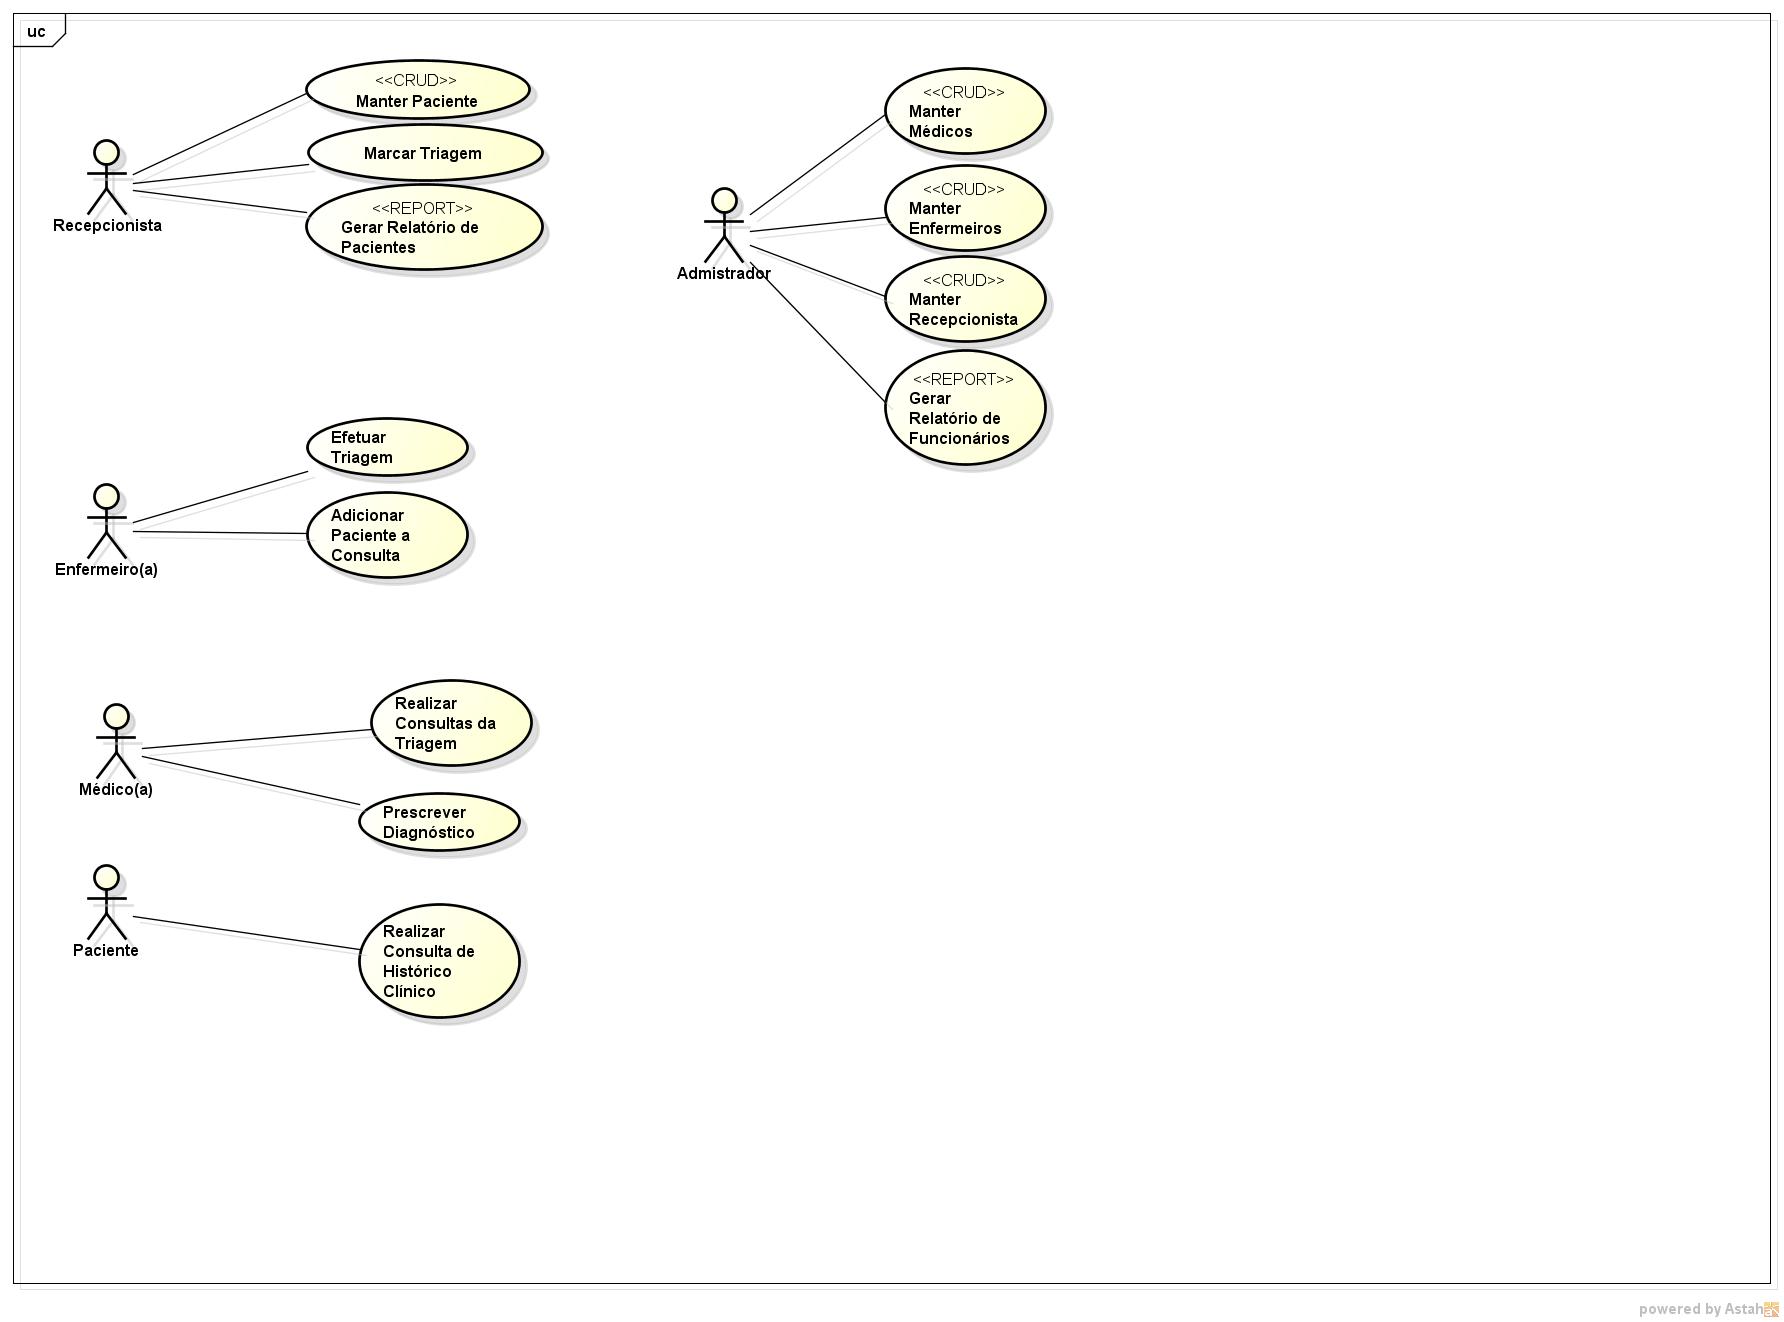 uc
<<CRUD>>
Manter Paciente
Marcar Triagem
<<REPORT>>
Gerar Relatório de
Pacientes
Recepcionista
<<CRUD>>
Manter
Médicos
<<CRUD>>
Manter
Enfermeiros
<<CRUD>>
Manter
Recepcionista
<<REPORT>>
Gerar
Relatório de
Funcionários
Admistrador
Efetuar
Triagem
Adicionar
Paciente a
Consulta
Enfermeiro(a)
Realizar
Consultas da
Triagem
Médico(a)
Prescrever
Diagnóstico
Paciente
Realizar
Consulta de
Histórico
Clínico
powered by Astah